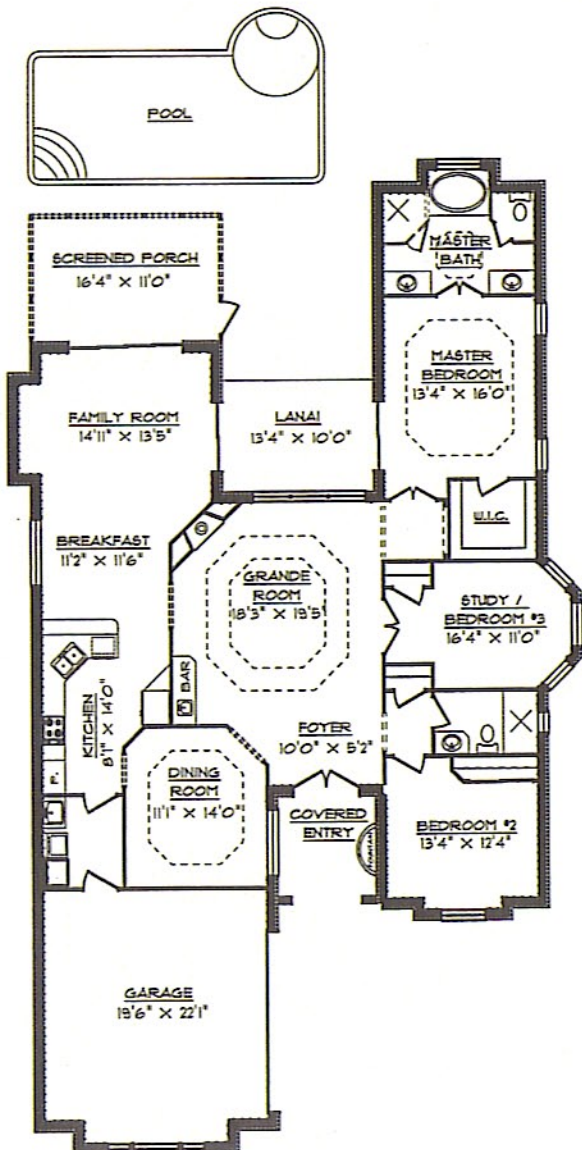 POOL
SCREENED PORCH
16'4" X 11'0"
MASTER
BATH
MASTER
BEDROOM
13'4" X 16'0"
FAMILY ROOM
14'11" X 13'5"
LANAI
13'4" X 10'0"
W.I.C.
BREAKFAST
11'2" X 11'6"
GRANDE
ROOM
18'3" X 19'5"
STUDY /
BEDROOM #3
16'4" X 11'0"
KITCHEN
8'1" X 14'0"
BAR
FOYER
10'0" X 5'2"
DINING
ROOM
11'1" X 14'0"
COVERED
ENTRY
BEDROOM #2
13'4" X 12'4"
GARAGE
19'6" X 22'1"